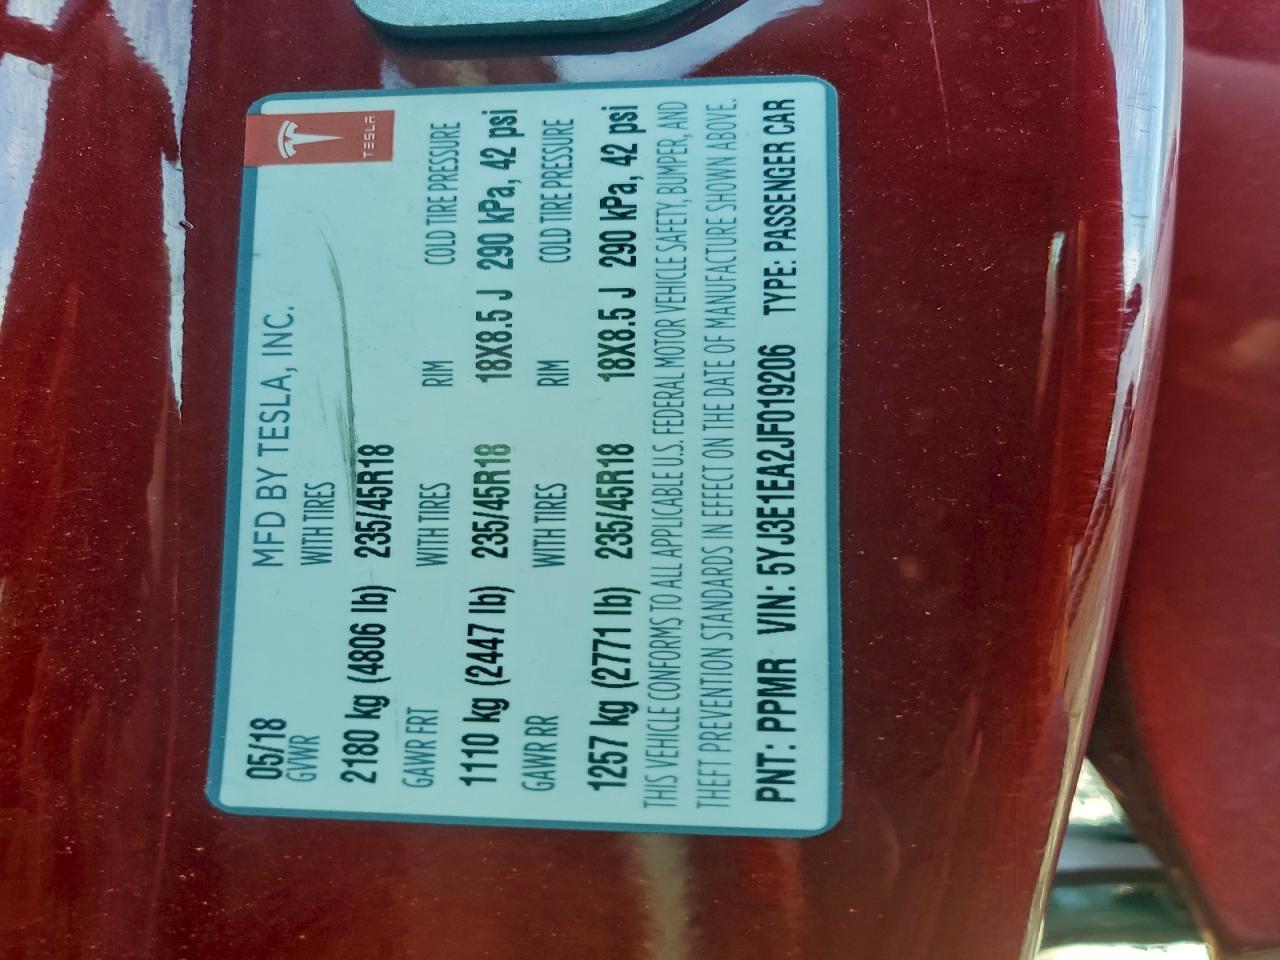 TESLA
05/18 MFD BY TESLA, INC.
GVWR WITH TIRES
2180 kg (4806 lb) 235/45R18
GAWR FRT WITH TIRES RIM COLD TIRE PRESSURE
1110 kg (2447 lb) 235/45R18 18X8.5 J 290 kPa, 42 psi
GAWR RR WITH TIRES RIM COLD TIRE PRESSURE
1257 kg (2771 lb) 235/45R18 18X8.5 J 290 kPa, 42 psi
THIS VEHICLE CONFORMS TO ALL APPLICABLE U.S. FEDERAL MOTOR VEHICLE SAFETY, BUMPER, AND
THEFT PREVENTION STANDARDS IN EFFECT ON THE DATE OF MANUFACTURE SHOWN ABOVE.
PNT: PPMR VIN: 5YJ3E1EA2JF019206 TYPE: PASSENGER CAR